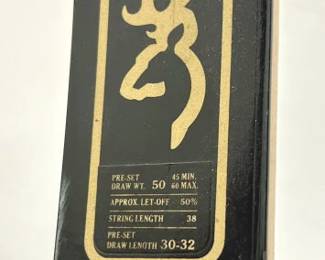 PRE-SET 45 MIN.
DRAW WT. 50 60 MAX.
APPROX. LET-OFF 50%
STRING LENGTH 38
PRE-SET
DRAW LENGTH 30-32